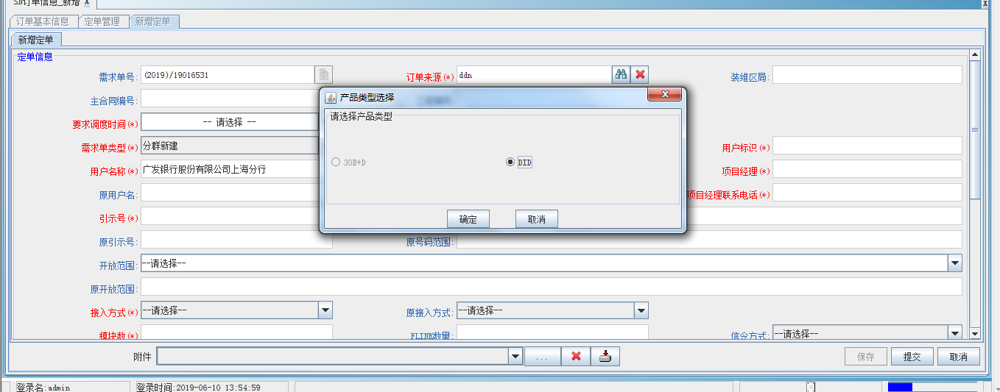 SDH订单信息_新增 x
订单基本信息 定单管理 新增定单
新增定单
定单信息
需求单号: (2019)/19016531 订单来源(*) ddn 装维区局:
主合同编号:
产品类型选择
要求调度时间(*) -- 请选择 --
请选择产品类型
需求单类型(*) 分群新建 用户标识(*)
30B+D DID
用户名称(*) 广发银行股份有限公司上海分行 项目经理(*)
原用户名: 项目经理联系电话(*)
引示号(*)
确定 取消
原引示号: 原号码范围:
开放范围: --请选择--
原开放范围:
接入方式(*) --请选择-- 原接入方式: --请选择--
模块数(*) FLINK数量: 信令方式: --请选择--
附件 ... 保存 提交 取消
登录名:admin 登录时间:2019-06-10 13:54:59